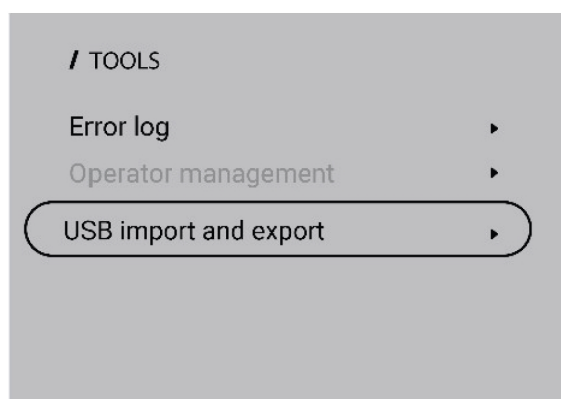 / TOOLS
Error log
Operator management
USB import and export